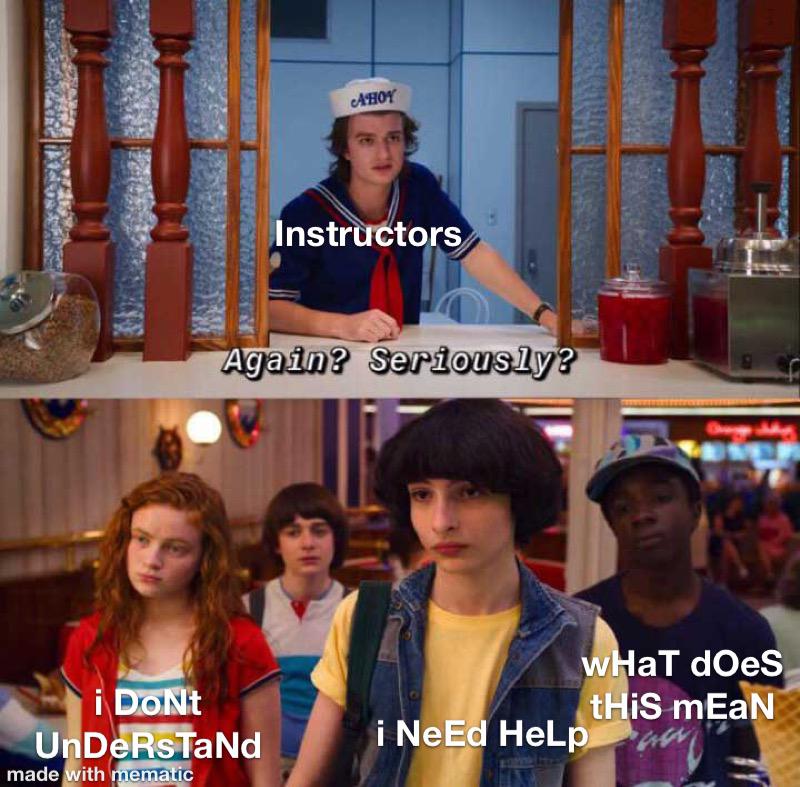 AHOY
Instructors
Again? Seriously?
wHaT dOeS
tHiS mEaN
i DoNt
UnDeRsTaNd
i NeEd HeLp
made with mematic